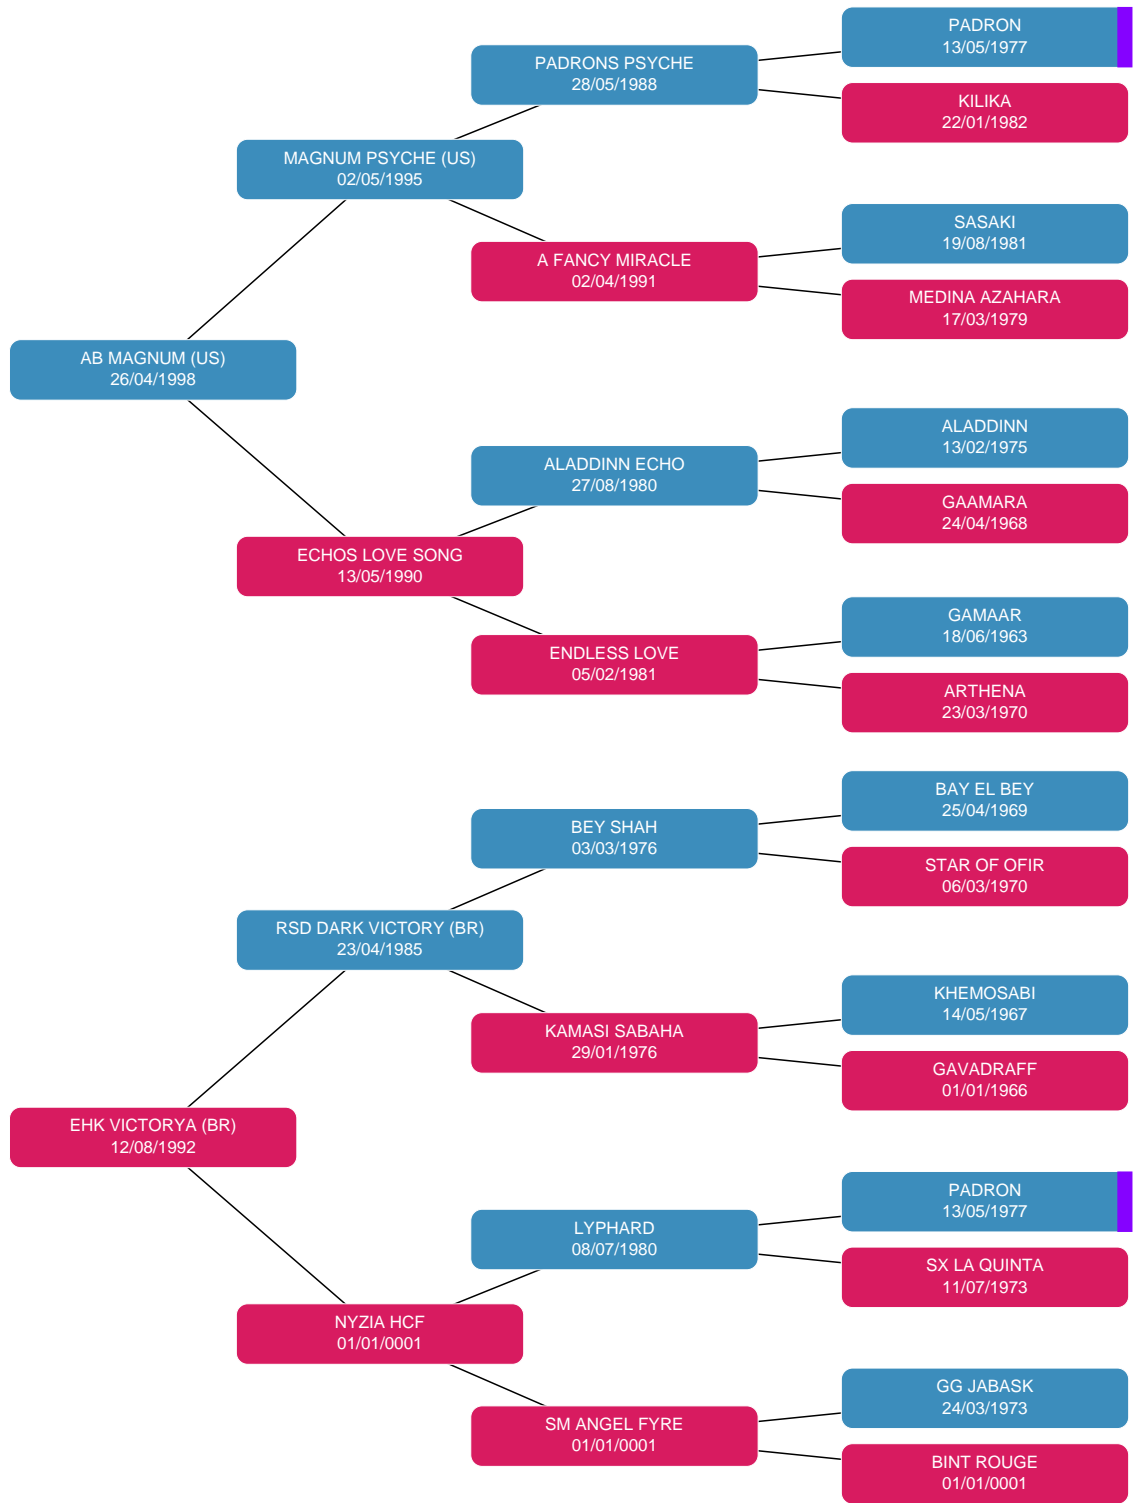 PADRON
13/05/1977
PADRONS PSYCHE
28/05/1988
KILIKA
22/01/1982
MAGNUM PSYCHE (US)
02/05/1995
SASAKI
19/08/1981
A FANCY MIRACLE
02/04/1991
MEDINA AZAHARA
17/03/1979
AB MAGNUM (US)
26/04/1998
ALADDINN
13/02/1975
ALADDINN ECHO
27/08/1980
GAAMARA
24/04/1968
ECHOS LOVE SONG
13/05/1990
GAMAAR
18/06/1963
ENDLESS LOVE
05/02/1981
ARTHENA
23/03/1970
BAY EL BEY
25/04/1969
BEY SHAH
03/03/1976
STAR OF OFIR
06/03/1970
RSD DARK VICTORY (BR)
23/04/1985
KHEMOSABI
14/05/1967
KAMASI SABAHA
29/01/1976
GAVADRAFF
01/01/1966
EHK VICTORYA (BR)
12/08/1992
PADRON
13/05/1977
LYPHARD
08/07/1980
SX LA QUINTA
11/07/1973
NYZIA HCF
01/01/0001
GG JABASK
24/03/1973
SM ANGEL FYRE
01/01/0001
BINT ROUGE
01/01/0001